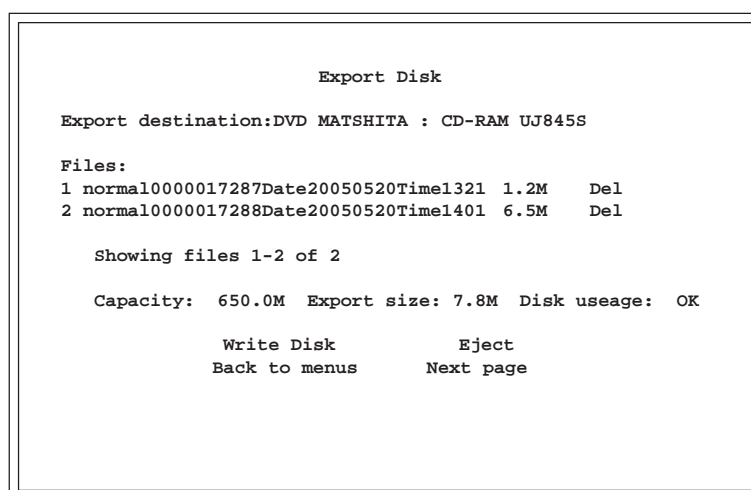 Export Disk
Export destination:DVD MATSHITA : CD-RAM UJ845S
Files:
1 normal0000017287Date20050520Time1321 1.2M Del
2 normal0000017288Date20050520Time1401 6.5M Del
Showing files 1-2 of 2
Capacity: 650.0M Export size: 7.8M Disk useage: OK
Write Disk Eject
Back to menus Next page